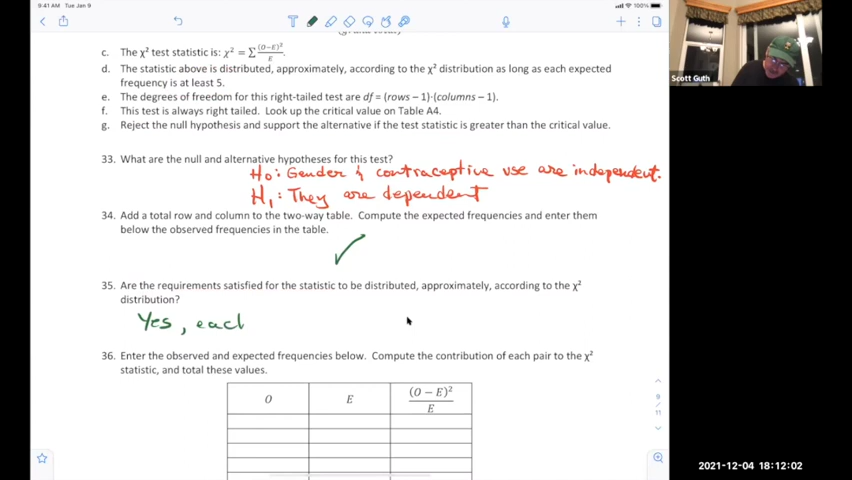 9:41 AM Tue Jan 9
100%
c. The χ² test statistic is: χ² = Σ (O−E)²/E.
d. The statistic above is distributed, approximately, according to the χ² distribution as long as each expected
frequency is at least 5.
e. The degrees of freedom for this right-tailed test are df = (rows − 1)·(columns − 1).
f. This test is always right tailed. Look up the critical value on Table A4.
g. Reject the null hypothesis and support the alternative if the test statistic is greater than the critical value.
33. What are the null and alternative hypotheses for this test?
H₀: Gender & contraceptive use are independent.
H₁: They are dependent
34. Add a total row and column to the two-way table. Compute the expected frequencies and enter them
below the observed frequencies in the table.
35. Are the requirements satisfied for the statistic to be distributed, approximately, according to the χ²
distribution?
Yes, each
36. Enter the observed and expected frequencies below. Compute the contribution of each pair to the χ²
statistic, and total these values.
O E (O − E)²/E
9 / 11
Scott Guth
2021-12-04 18:12:02